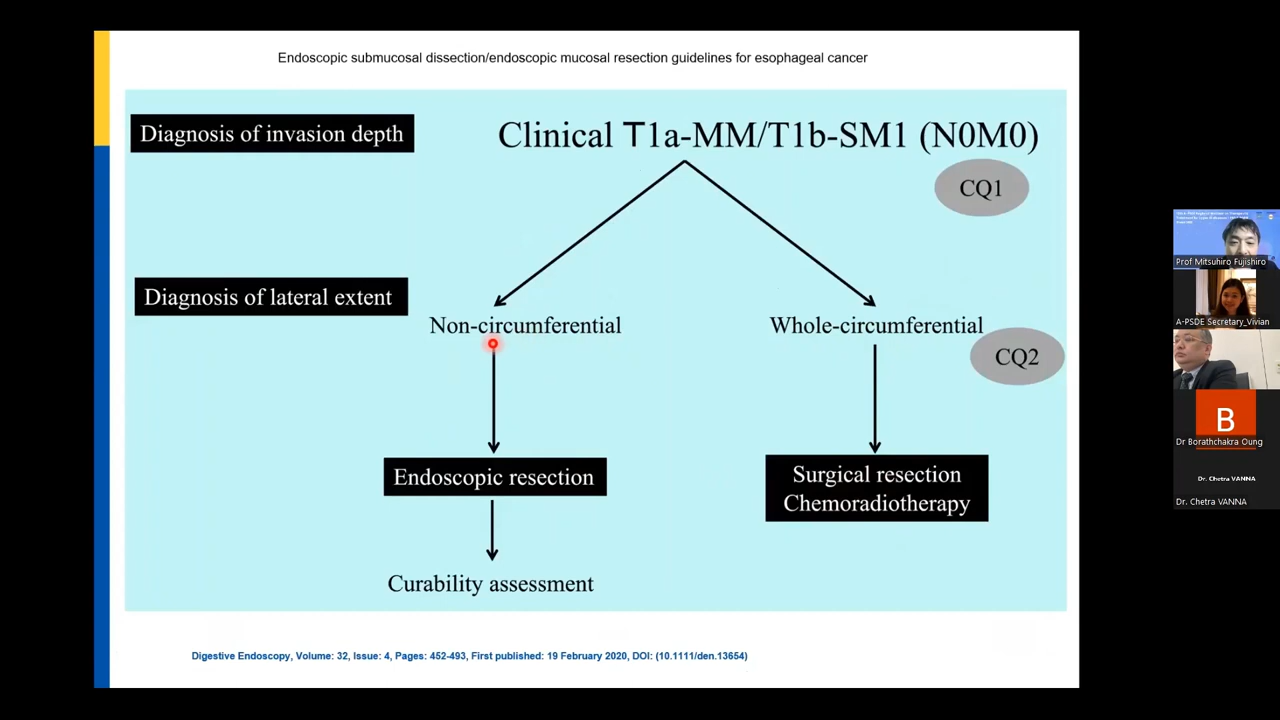 Endoscopic submucosal dissection/endoscopic mucosal resection guidelines for esophageal cancer
Diagnosis of invasion depth
Clinical T1a-MM/T1b-SM1 (N0M0)
CQ1
Diagnosis of lateral extent
Non-circumferential
Whole-circumferential
CQ2
Endoscopic resection
Surgical resection
Chemoradiotherapy
Curability assessment
Digestive Endoscopy, Volume: 32, Issue: 4, Pages: 452-493, First published: 19 February 2020, DOI: (10.1111/den.13654)
Prof Mitsuhiro Fujishiro
A-PSDE Secretary_Vivian
B
Dr Borathchakra Oung
Dr. Chetra VANNA
Dr. Chetra VANNA